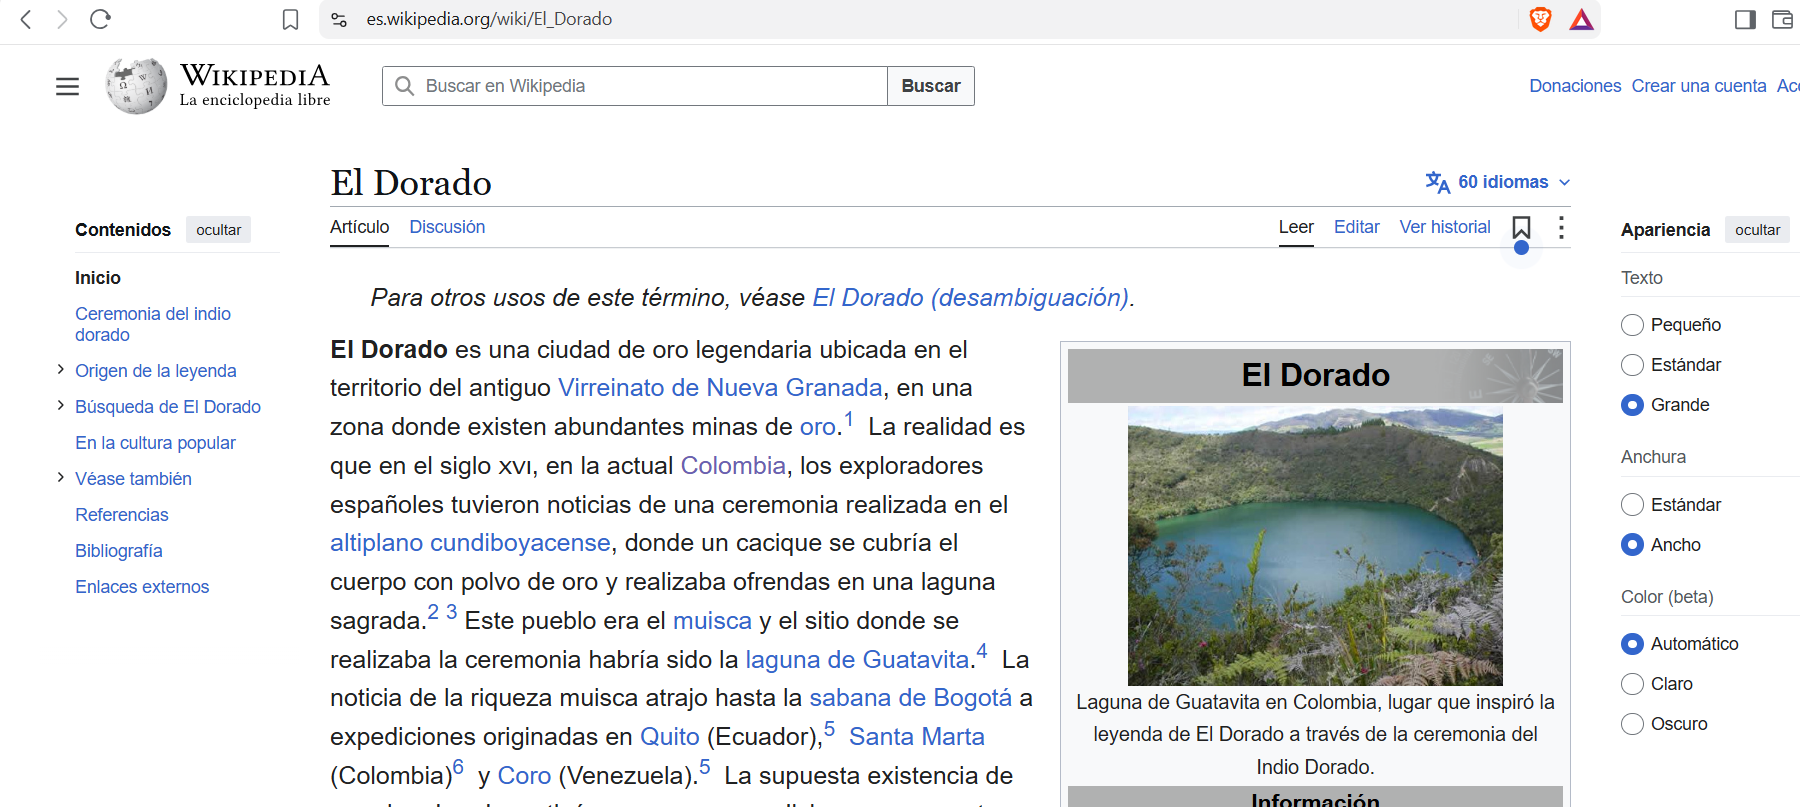 es.wikipedia.org/wiki/El_Dorado
WIKIPEDIA
La enciclopedia libre
Buscar en Wikipedia
Buscar
Donaciones Crear una cuenta
El Dorado
60 idiomas
Artículo Discusión
Leer Editar Ver historial
Contenidos ocultar
Inicio
Ceremonia del indio
dorado
Origen de la leyenda
Búsqueda de El Dorado
En la cultura popular
Véase también
Referencias
Bibliografía
Enlaces externos
Para otros usos de este término, véase El Dorado (desambiguación).
El Dorado es una ciudad de oro legendaria ubicada en el
territorio del antiguo Virreinato de Nueva Granada, en una
zona donde existen abundantes minas de oro.1 La realidad es
que en el siglo XVI, en la actual Colombia, los exploradores
españoles tuvieron noticias de una ceremonia realizada en el
altiplano cundiboyacense, donde un cacique se cubría el
cuerpo con polvo de oro y realizaba ofrendas en una laguna
sagrada.2 3 Este pueblo era el muisca y el sitio donde se
realizaba la ceremonia habría sido la laguna de Guatavita.4 La
noticia de la riqueza muisca atrajo hasta la sabana de Bogotá a
expediciones originadas en Quito (Ecuador),5 Santa Marta
(Colombia)6 y Coro (Venezuela).5 La supuesta existencia de
El Dorado
Laguna de Guatavita en Colombia, lugar que inspiró la
leyenda de El Dorado a través de la ceremonia del
Indio Dorado.
Información
Apariencia ocultar
Texto
Pequeño
Estándar
Grande
Anchura
Estándar
Ancho
Color (beta)
Automático
Claro
Oscuro